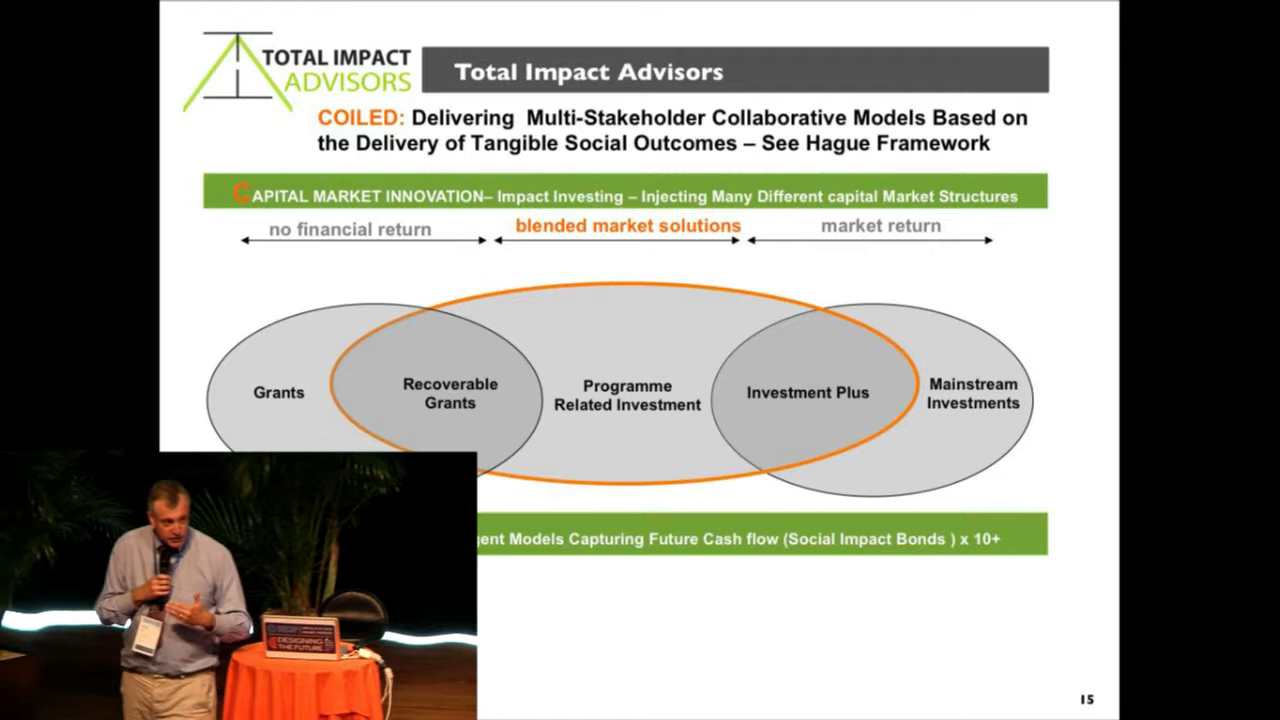 TOTAL IMPACT
ADVISORS
Total Impact Advisors
COILED: Delivering Multi-Stakeholder Collaborative Models Based on
the Delivery of Tangible Social Outcomes – See Hague Framework
CAPITAL MARKET INNOVATION– Impact Investing – Injecting Many Different capital Market Structures
no financial return
blended market solutions
market return
Grants
Recoverable
Grants
Programme
Related Investment
Investment Plus
Mainstream
Investments
gent Models Capturing Future Cash flow (Social Impact Bonds ) x 10+
DESIGNING
THE FUTURE
15